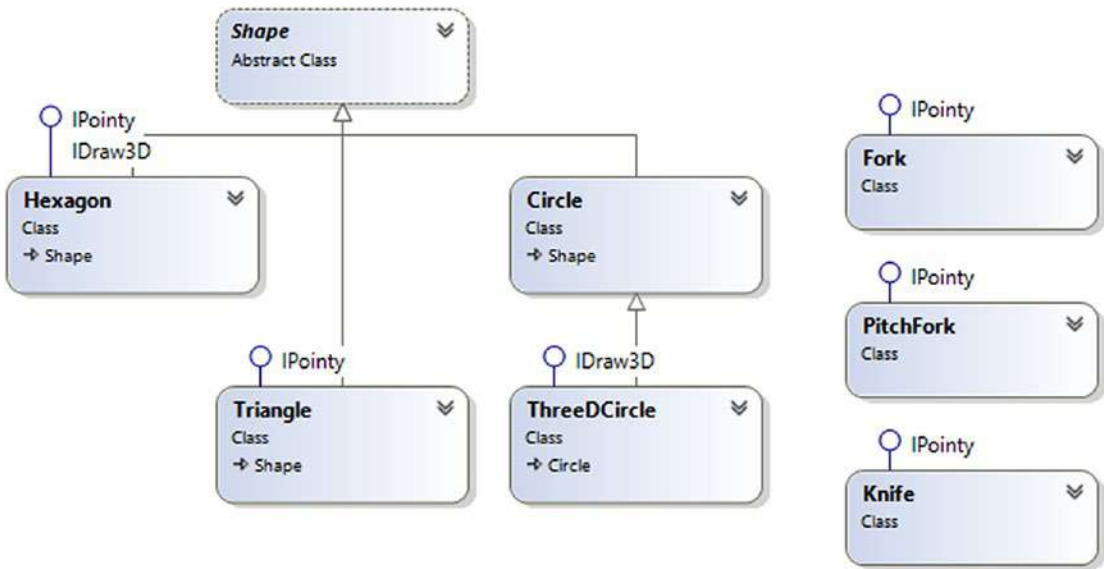 Shape
Abstract Class
IPointy
IDraw3D
Hexagon
Class
Shape
Circle
Class
Shape
IPointy
Triangle
Class
Shape
IDraw3D
ThreeDCircle
Class
Circle
IPointy
Fork
Class
IPointy
PitchFork
Class
IPointy
Knife
Class